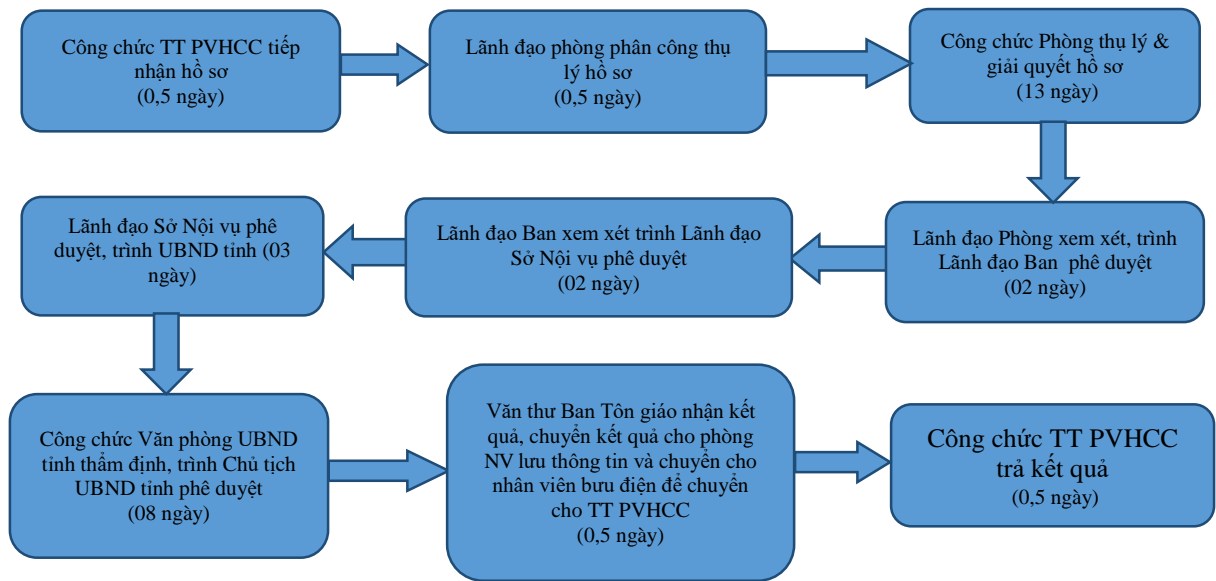 Công chức TT PVHCC tiếp
nhận hồ sơ
(0,5 ngày)
Lãnh đạo phòng phân công thụ
lý hồ sơ
(0,5 ngày)
Công chức Phòng thụ lý &
giải quyết hồ sơ
(13 ngày)
Lãnh đạo Phòng xem xét, trình
Lãnh đạo Ban phê duyệt
(02 ngày)
Lãnh đạo Ban xem xét trình Lãnh đạo
Sở Nội vụ phê duyệt
(02 ngày)
Lãnh đạo Sở Nội vụ phê
duyệt, trình UBND tỉnh (03
ngày)
Công chức Văn phòng UBND
tỉnh thẩm định, trình Chủ tịch
UBND tỉnh phê duyệt
(08 ngày)
Văn thư Ban Tôn giáo nhận kết
quả, chuyển kết quả cho phòng
NV lưu thông tin và chuyển cho
nhân viên bưu điện để chuyển
cho TT PVHCC
(0,5 ngày)
Công chức TT PVHCC
trả kết quả
(0,5 ngày)